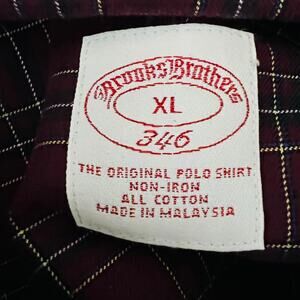 Brooks Brothers
XL
346
THE ORIGINAL POLO SHIRT
NON-IRON
ALL COTTON
MADE IN MALAYSIA